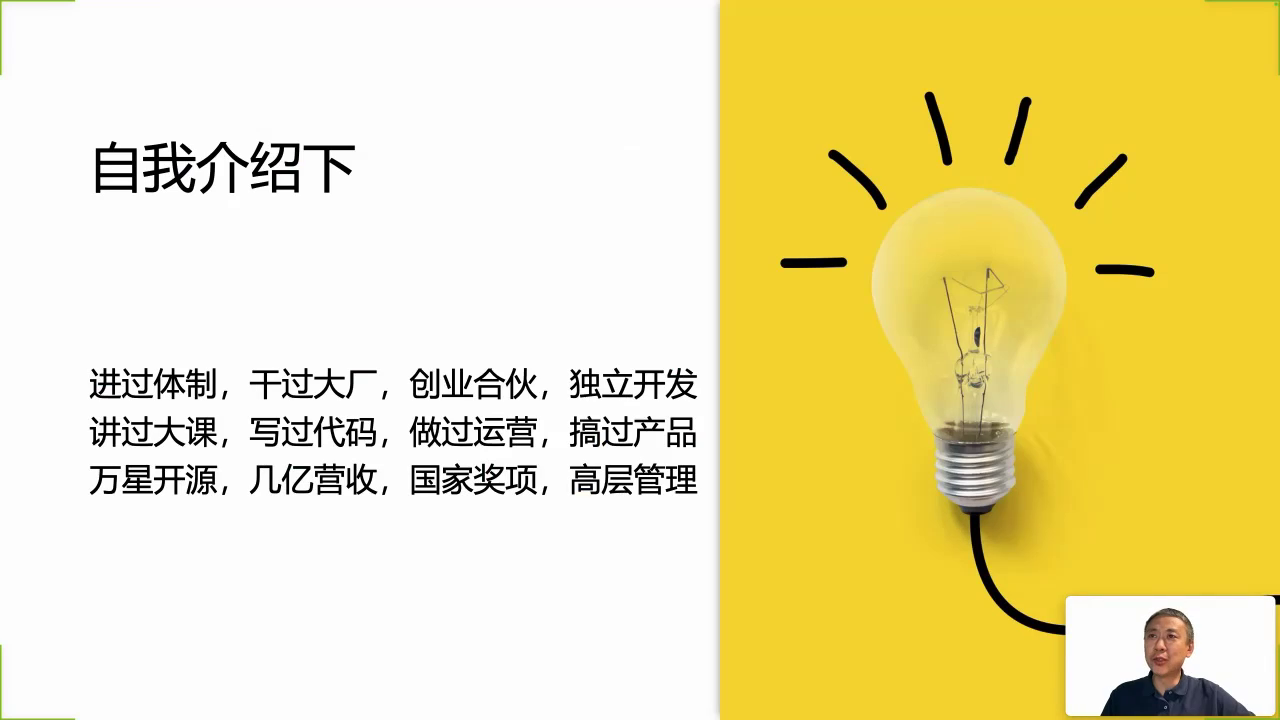 自我介绍下
进过体制，干过大厂，创业合伙，独立开发
讲过大课，写过代码，做过运营，搞过产品
万星开源，几亿营收，国家奖项，高层管理